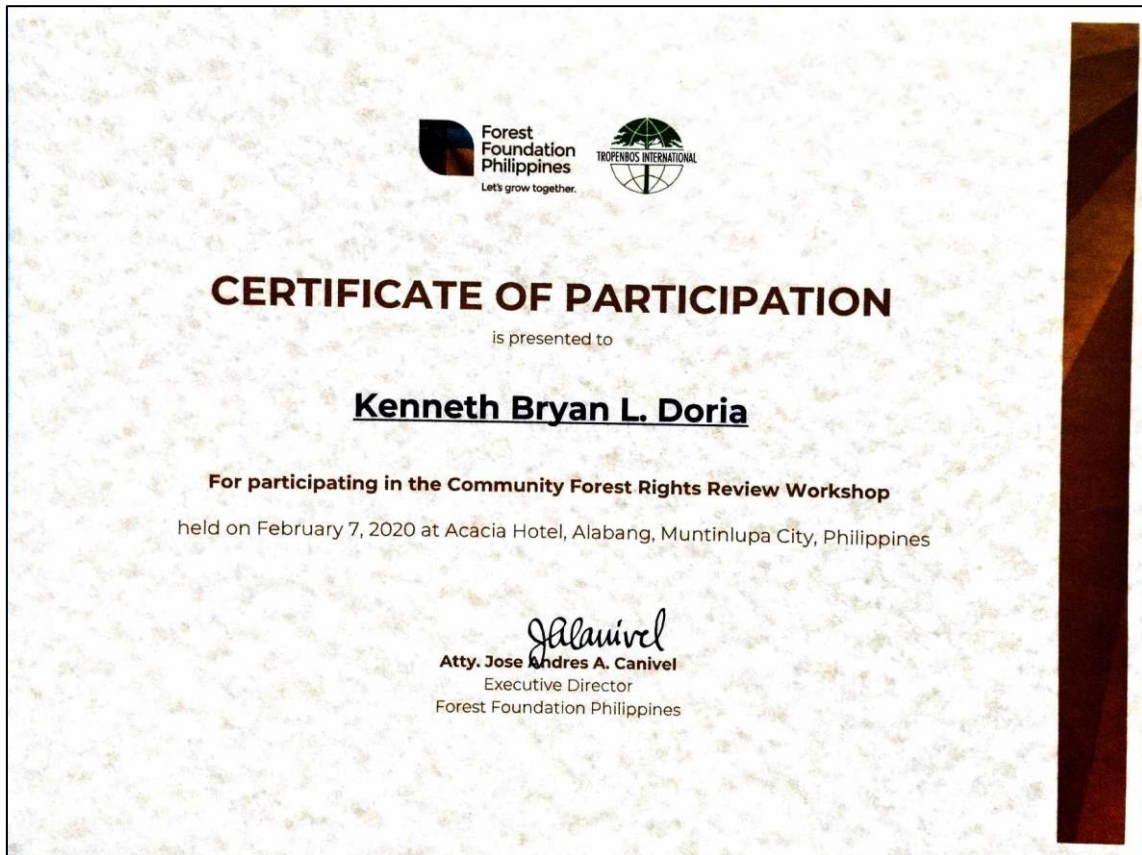 Forest
Foundation
Philippines
Let's grow together.
TROPENBOS INTERNATIONAL
CERTIFICATE OF PARTICIPATION
is presented to
Kenneth Bryan L. Doria
For participating in the Community Forest Rights Review Workshop
held on February 7, 2020 at Acacia Hotel, Alabang, Muntinlupa City, Philippines
JACanivel
Atty. Jose Andres A. Canivel
Executive Director
Forest Foundation Philippines